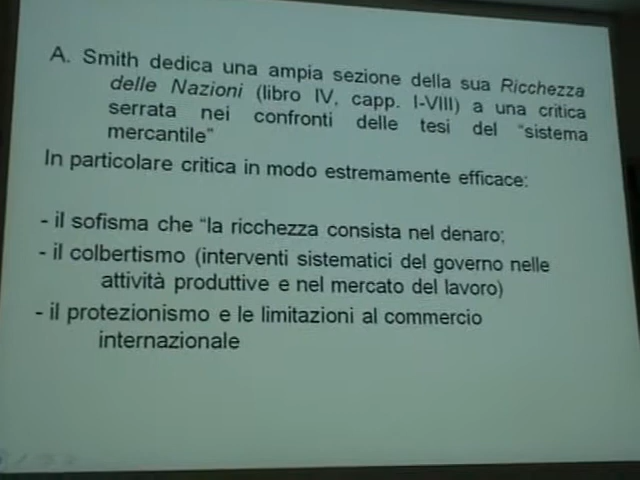 A. Smith dedica una ampia sezione della sua Ricchezza
delle Nazioni (libro IV, capp. I-VIII) a una critica
serrata nei confronti delle tesi del "sistema
mercantile"
In particolare critica in modo estremamente efficace:
- il sofisma che "la ricchezza consista nel denaro;
- il colbertismo (interventi sistematici del governo nelle
attività produttive e nel mercato del lavoro)
- il protezionismo e le limitazioni al commercio
internazionale